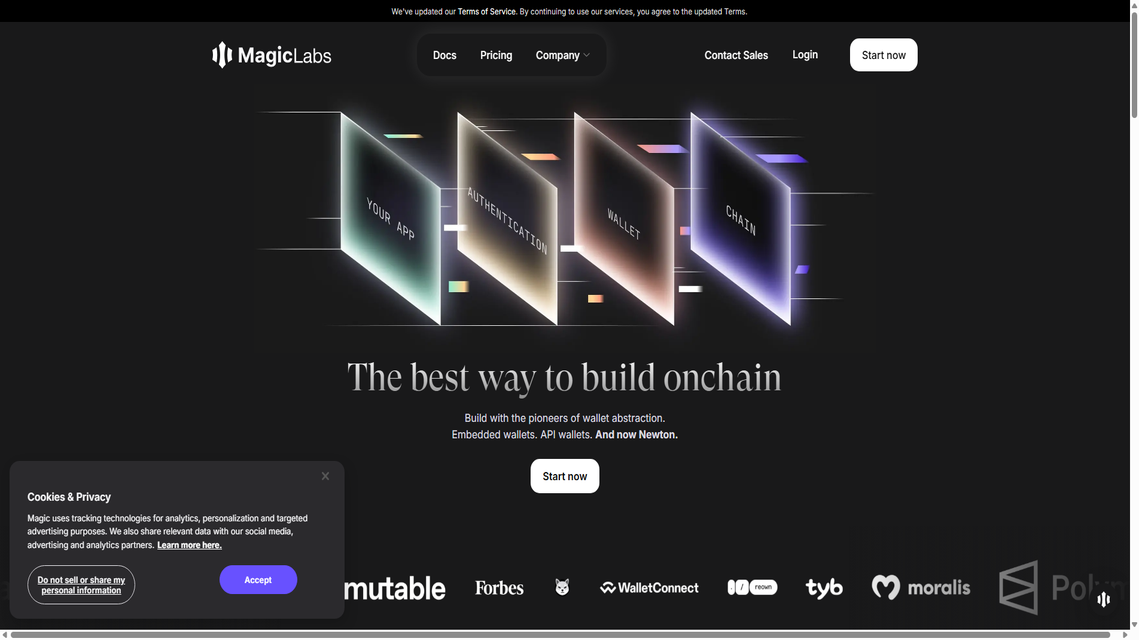 We've updated our Terms of Service. By continuing to use our services, you agree to the updated Terms.
MagicLabs
Docs
Pricing
Company
Contact Sales
Login
Start now
YOUR APP
AUTHENTICATION
WALLET
CHAIN
The best way to build onchain
Build with the pioneers of wallet abstraction.
Embedded wallets. API wallets. And now Newton.
Start now
Cookies & Privacy
Magic uses tracking technologies for analytics, personalization and targeted
advertising purposes. We also share relevant data with our social media,
advertising and analytics partners. Learn more here.
Do not sell or share my
personal information
Accept
mutable
Forbes
WalletConnect
reown
tyb
moralis